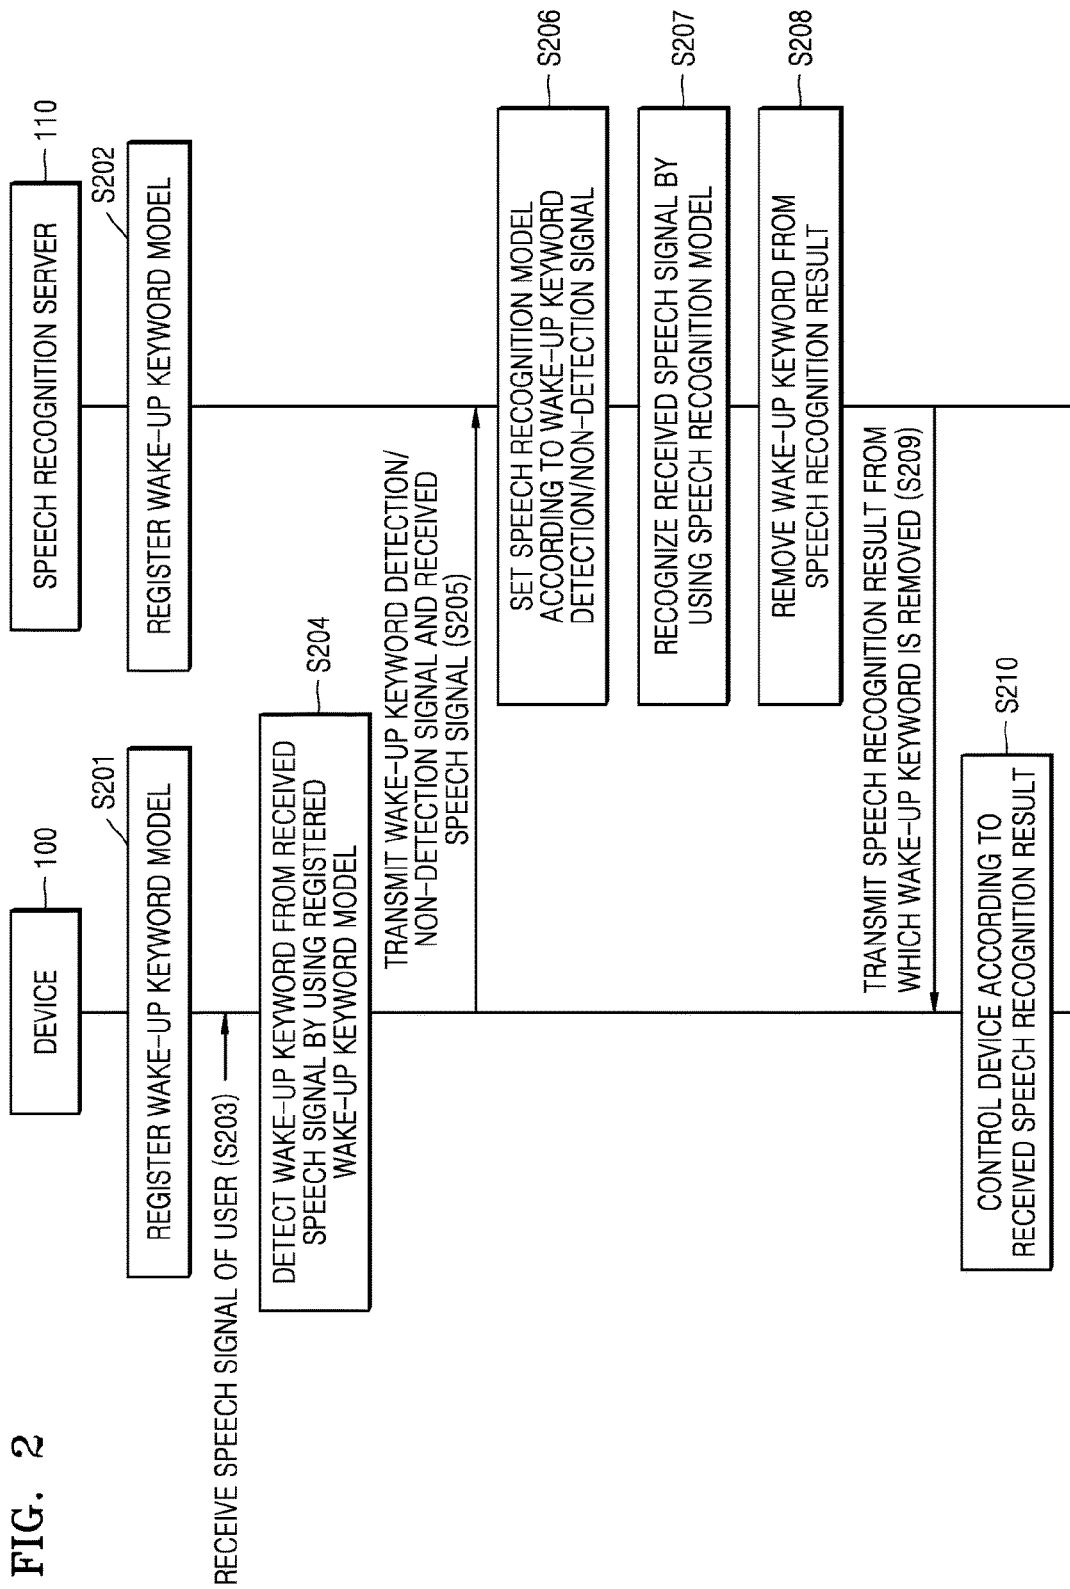 FIG. 2
DEVICE
100
SPEECH RECOGNITION SERVER
110
S201
REGISTER WAKE-UP KEYWORD MODEL
S202
REGISTER WAKE-UP KEYWORD MODEL
RECEIVE SPEECH SIGNAL OF USER (S203)
S204
DETECT WAKE-UP KEYWORD FROM RECEIVED
SPEECH SIGNAL BY USING REGISTERED
WAKE-UP KEYWORD MODEL
TRANSMIT WAKE-UP KEYWORD DETECTION/
NON-DETECTION SIGNAL AND RECEIVED
SPEECH SIGNAL (S205)
S206
SET SPEECH RECOGNITION MODEL
ACCORDING TO WAKE-UP KEYWORD
DETECTION/NON-DETECTION SIGNAL
S207
RECOGNIZE RECEIVED SPEECH SIGNAL BY
USING SPEECH RECOGNITION MODEL
S208
REMOVE WAKE-UP KEYWORD FROM
SPEECH RECOGNITION RESULT
TRANSMIT SPEECH RECOGNITION RESULT FROM
WHICH WAKE-UP KEYWORD IS REMOVED (S209)
S210
CONTROL DEVICE ACCORDING TO
RECEIVED SPEECH RECOGNITION RESULT